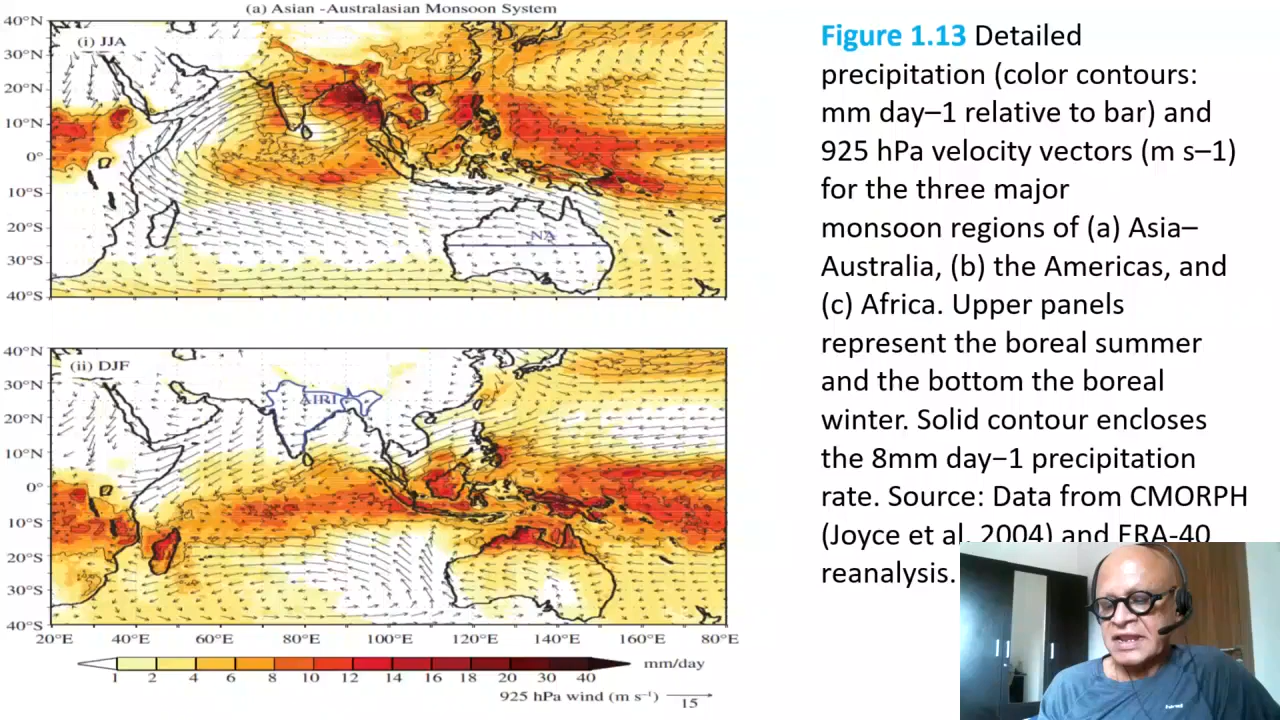 (a) Asian -Australasian Monsoon System
40°N
30°N
20°N
10°N
0°
10°S
20°S
30°S
40°S
(i) JJA
NA
40°N
30°N
20°N
10°N
0°
10°S
20°S
30°S
40°S
(ii) DJF
20°E 40°E 60°E 80°E 100°E 120°E 140°E 160°E 80°E
1 2 4 6 8 10 12 14 16 18 20 30 40
mm/day
925 hPa wind (m s⁻¹)
15
Figure 1.13 Detailed
precipitation (color contours:
mm day–1 relative to bar) and
925 hPa velocity vectors (m s–1)
for the three major
monsoon regions of (a) Asia–
Australia, (b) the Americas, and
(c) Africa. Upper panels
represent the boreal summer
and the bottom the boreal
winter. Solid contour encloses
the 8mm day−1 precipitation
rate. Source: Data from CMORPH
(Joyce et al. 2004) and ERA-40
reanalysis.